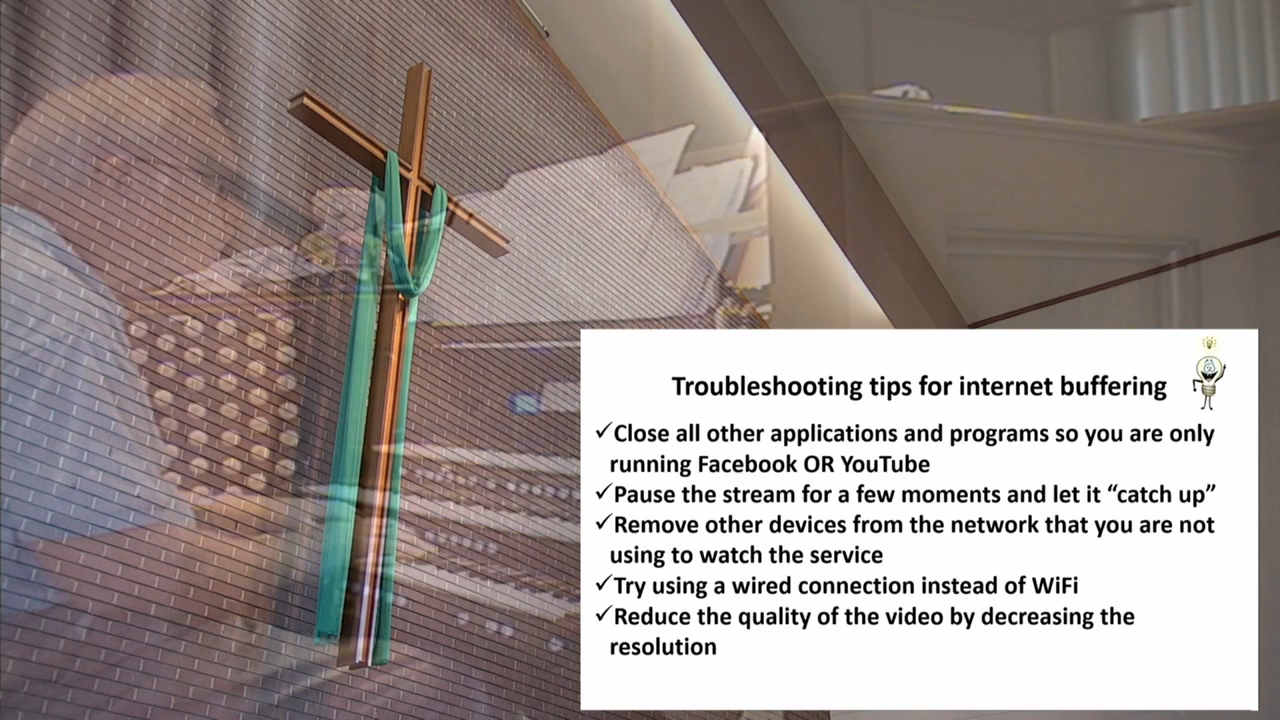 Troubleshooting tips for internet buffering
✓Close all other applications and programs so you are only
running Facebook OR YouTube
✓Pause the stream for a few moments and let it “catch up”
✓Remove other devices from the network that you are not
using to watch the service
✓Try using a wired connection instead of WiFi
✓Reduce the quality of the video by decreasing the
resolution